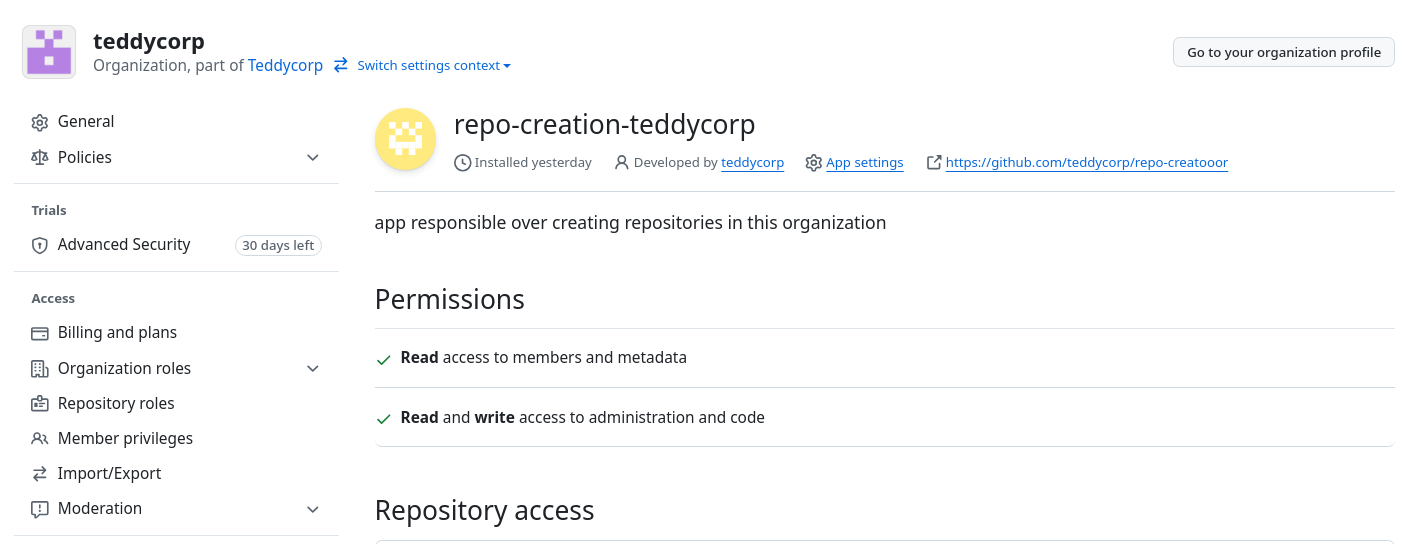 teddycorp
Organization, part of Teddycorp Switch settings context
Go to your organization profile
General
Policies
Trials
Advanced Security 30 days left
Access
Billing and plans
Organization roles
Repository roles
Member privileges
Import/Export
Moderation
repo-creation-teddycorp
Installed yesterday Developed by teddycorp App settings https://github.com/teddycorp/repo-creatooor
app responsible over creating repositories in this organization
Permissions
Read access to members and metadata
Read and write access to administration and code
Repository access